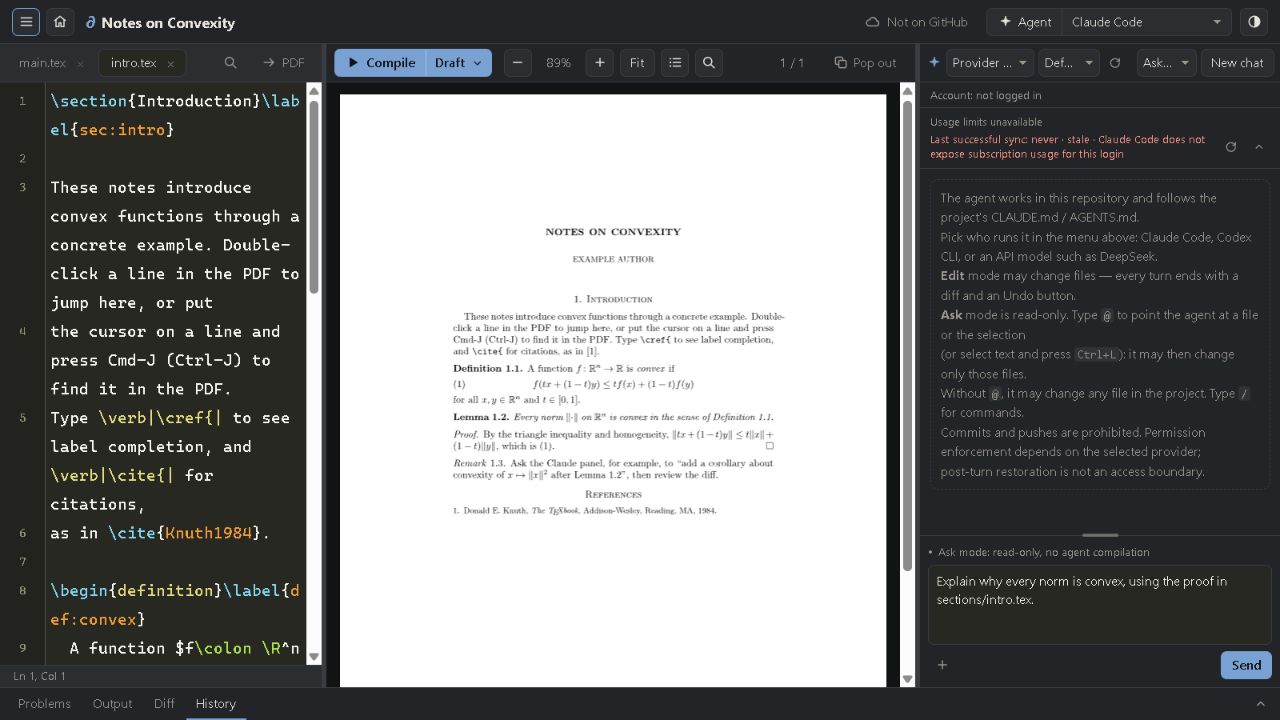 Notes on Convexity
Not on GitHub
Agent
Claude Code
main.tex ×
intro.tex ×
→ PDF
Compile
Draft
89%
Fit
1 / 1
Pop out
Provider ...
Def...
Ask...
New chat
1 \section{Introduction}\lab
el{sec:intro}
2
3 These notes introduce
convex functions through a
concrete example. Double-
click a line in the PDF to
jump here, or put
4 the cursor on a line and
press Cmd-J (Ctrl-J) to
find it in the PDF.
5 Type \verb|\cref{| to see
label completion, and
\verb|\cite{| for
citations,
6 as in \cite{Knuth1984}.
7
8 \begin{definition}\label{d
ef:convex}
9 A function $f\colon \R^n
Ln 1, Col 1
NOTES ON CONVEXITY
EXAMPLE AUTHOR
1. Introduction
These notes introduce convex functions through a concrete example. Double-
click a line in the PDF to jump here, or put the cursor on a line and press
Cmd-J (Ctrl-J) to find it in the PDF. Type \cref{ to see label completion,
and \cite{ for citations, as in [1].
Definition 1.1. A function f : ℝⁿ → ℝ is convex if
(1) f(tx + (1 − t)y) ≤ tf(x) + (1 − t)f(y)
for all x, y ∈ ℝⁿ and t ∈ [0, 1].
Lemma 1.2. Every norm ‖·‖ on ℝⁿ is convex in the sense of Definition 1.1.
Proof. By the triangle inequality and homogeneity, ‖tx + (1−t)y‖ ≤ t‖x‖ +
(1 − t)‖y‖, which is (1). □
Remark 1.3. Ask the Claude panel, for example, to “add a corollary about
convexity of x ↦ ‖x‖² after Lemma 1.2”, then review the diff.
References
1. Donald E. Knuth, The TeXbook, Addison-Wesley, Reading, MA, 1984.
Account: not logged in
Usage limits unavailable
Last successful sync: never · stale · Claude Code does not
expose subscription usage for this login
The agent works in this repository and follows the
project's CLAUDE.md / AGENTS.md.
Pick who runs it in the menu above: Claude Code, Codex
CLI, or an API model such as DeepSeek.
Edit mode may change files — every turn ends with a
diff and an Undo button.
Ask mode is read-only. Type @ to point the agent at a file
or the selection
(or select text and press Ctrl+L): it may then change
only those files.
Without @, it may change any file in the project. Type /
for commands.
Commits and pushes are prohibited. Permission
enforcement depends on the selected provider;
post-turn restoration is not an access boundary.
• Ask mode: read-only, no agent compilation
Explain why every norm is convex, using the proof in
sections/intro.tex.
Send
Problems
Output
Diff
History